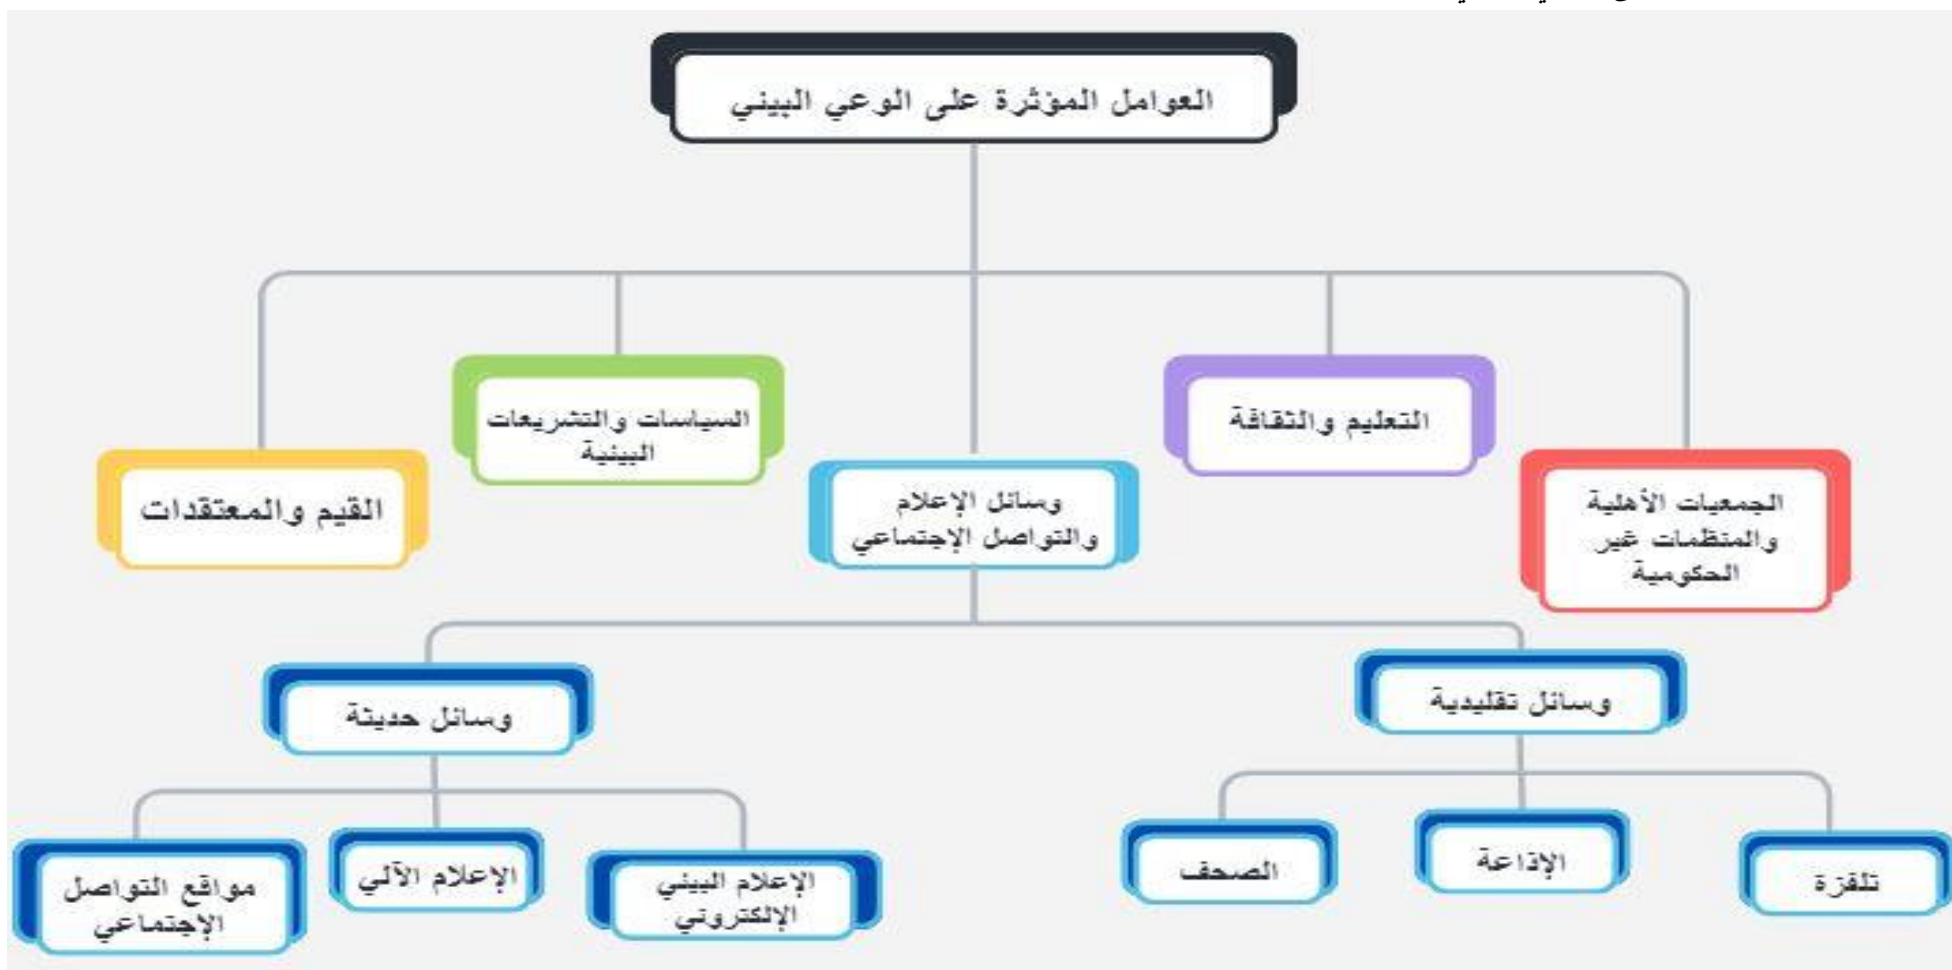 العوامل المؤثرة على الوعي البيئي
الجمعيات الأهلية
والمنظمات غير
الحكومية
التعليم والثقافة
وسائل الإعلام
والتواصل الإجتماعي
السياسات والتشريعات
البيئية
القيم والمعتقدات
وسائل تقليدية
وسائل حديثة
تلفزة
الإذاعة
الصحف
الإعلام البيئي
الإلكتروني
الإعلام الآلي
مواقع التواصل
الإجتماعي